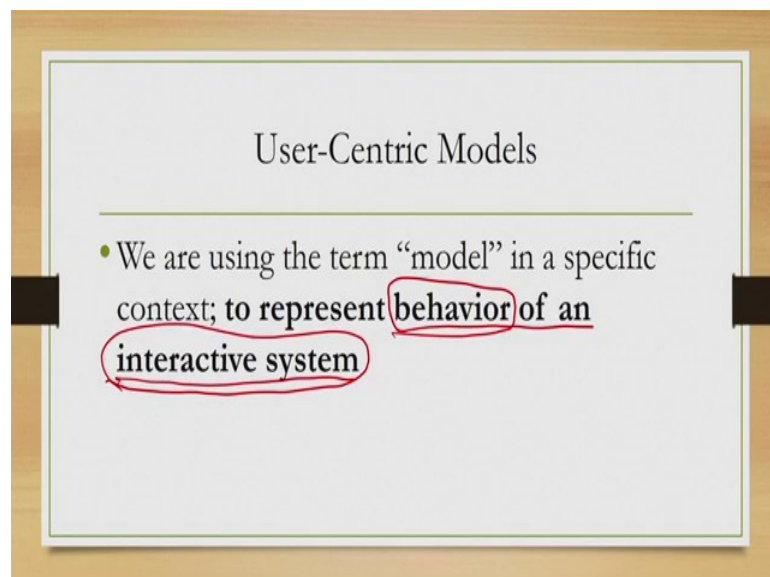 User-Centric Models
• We are using the term “model” in a specific
context; to represent behavior of an
interactive system